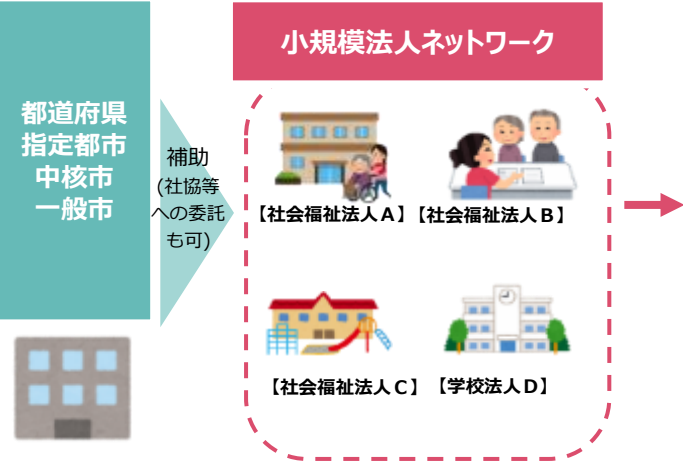 小規模法人ネットワーク
都道府県
指定都市
中核市
一般市
補助
(社協等
への委託
も可)
【社会福祉法人A】
【社会福祉法人B】
【社会福祉法人C】
【学校法人D】